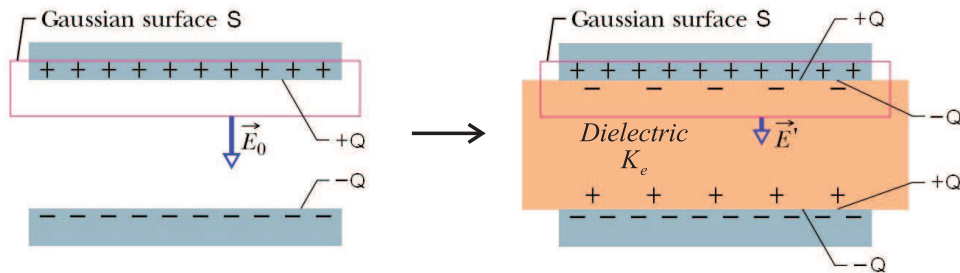 Gaussian surface S
+ + + + + + + + + +
+Q
E⃗₀
−Q
− − − − − − − − − −
Gaussian surface S
+Q
+ + + + + + + + + +
− − − − −
−Q
Dielectric
Kₑ
E⃗'
+ + + + +
+Q
− − − − − − − − − −
−Q